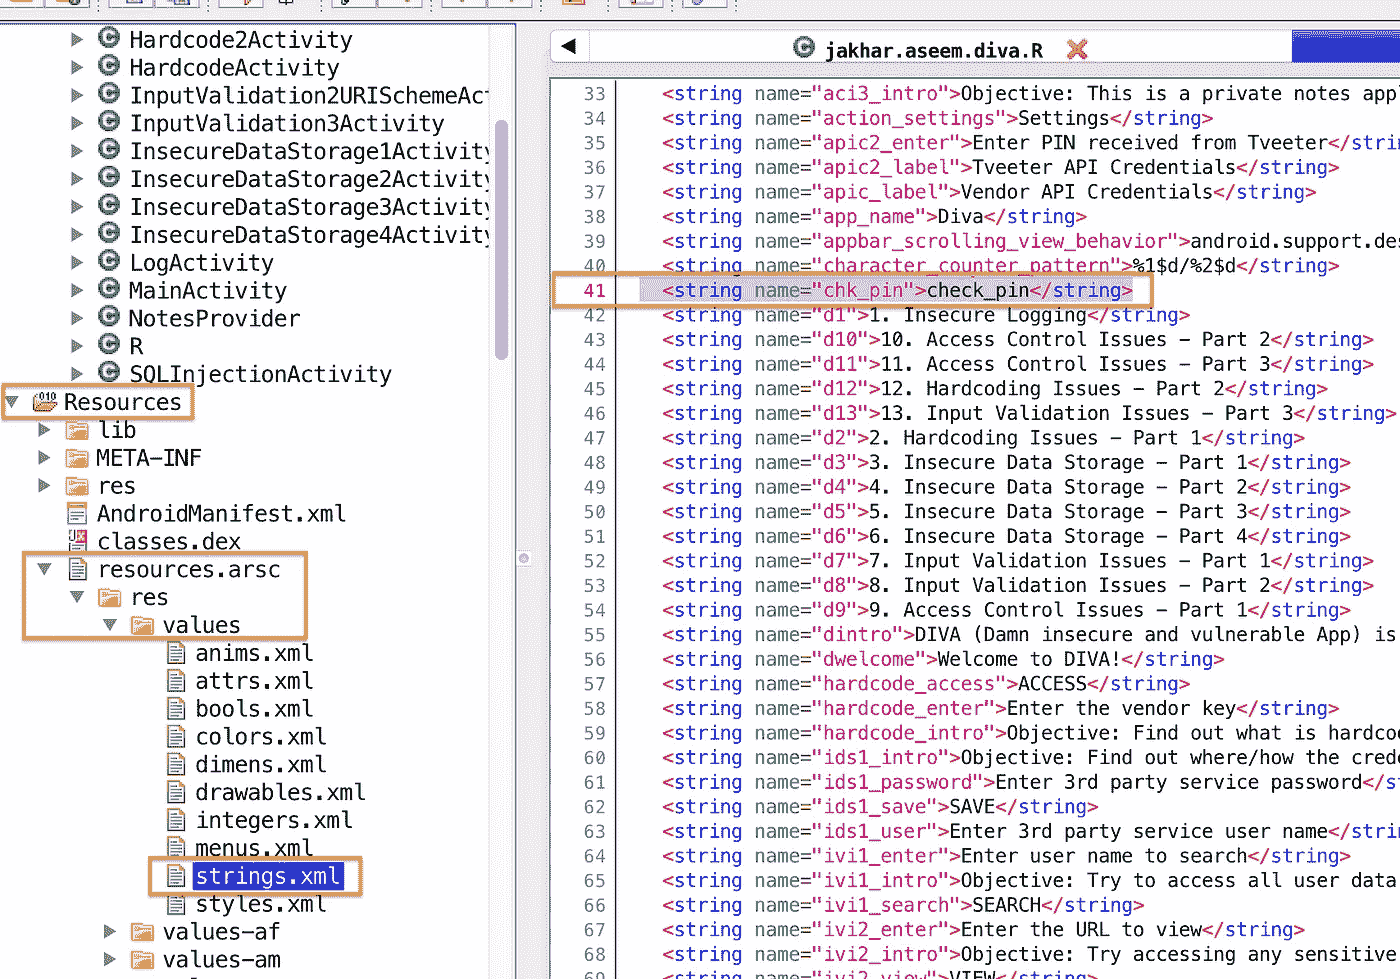 Hardcode2Activity
HardcodeActivity
InputValidation2URISchemeAct
InputValidation3Activity
InsecureDataStorage1Activity
InsecureDataStorage2Activity
InsecureDataStorage3Activity
InsecureDataStorage4Activity
LogActivity
MainActivity
NotesProvider
R
SQLInjectionActivity
Resources
lib
META-INF
res
AndroidManifest.xml
classes.dex
resources.arsc
res
values
anims.xml
attrs.xml
bools.xml
colors.xml
dimens.xml
drawables.xml
integers.xml
menus.xml
strings.xml
styles.xml
values-af
values-am
jakhar.aseem.diva.R
33 <string name="aci3_intro">Objective: This is a private notes appl
34 <string name="action_settings">Settings</string>
35 <string name="apic2_enter">Enter PIN received from Tveeter</strin
36 <string name="apic2_label">Tveeter API Credentials</string>
37 <string name="apic_label">Vendor API Credentials</string>
38 <string name="app_name">Diva</string>
39 <string name="appbar_scrolling_view_behavior">android.support.des
40 <string name="character_counter_pattern">%1$d/%2$d</string>
41 <string name="chk_pin">check_pin</string>
42 <string name="d1">1. Insecure Logging</string>
43 <string name="d10">10. Access Control Issues - Part 2</string>
44 <string name="d11">11. Access Control Issues - Part 3</string>
45 <string name="d12">12. Hardcoding Issues - Part 2</string>
46 <string name="d13">13. Input Validation Issues - Part 3</string>
47 <string name="d2">2. Hardcoding Issues - Part 1</string>
48 <string name="d3">3. Insecure Data Storage - Part 1</string>
49 <string name="d4">4. Insecure Data Storage - Part 2</string>
50 <string name="d5">5. Insecure Data Storage - Part 3</string>
51 <string name="d6">6. Insecure Data Storage - Part 4</string>
52 <string name="d7">7. Input Validation Issues - Part 1</string>
53 <string name="d8">8. Input Validation Issues - Part 2</string>
54 <string name="d9">9. Access Control Issues - Part 1</string>
55 <string name="dintro">DIVA (Damn insecure and vulnerable App) is
56 <string name="dwelcome">Welcome to DIVA!</string>
57 <string name="hardcode_access">ACCESS</string>
58 <string name="hardcode_enter">Enter the vendor key</string>
59 <string name="hardcode_intro">Objective: Find out what is hardco
60 <string name="ids1_intro">Objective: Find out where/how the crede
61 <string name="ids1_password">Enter 3rd party service password</st
62 <string name="ids1_save">SAVE</string>
63 <string name="ids1_user">Enter 3rd party service user name</strin
64 <string name="ivi1_enter">Enter user name to search</string>
65 <string name="ivi1_intro">Objective: Try to access all user data
66 <string name="ivi1_search">SEARCH</string>
67 <string name="ivi2_enter">Enter the URL to view</string>
68 <string name="ivi2_intro">Objective: Try accessing any sensitive
69 <string name="ivi2_view">VIEW</string>